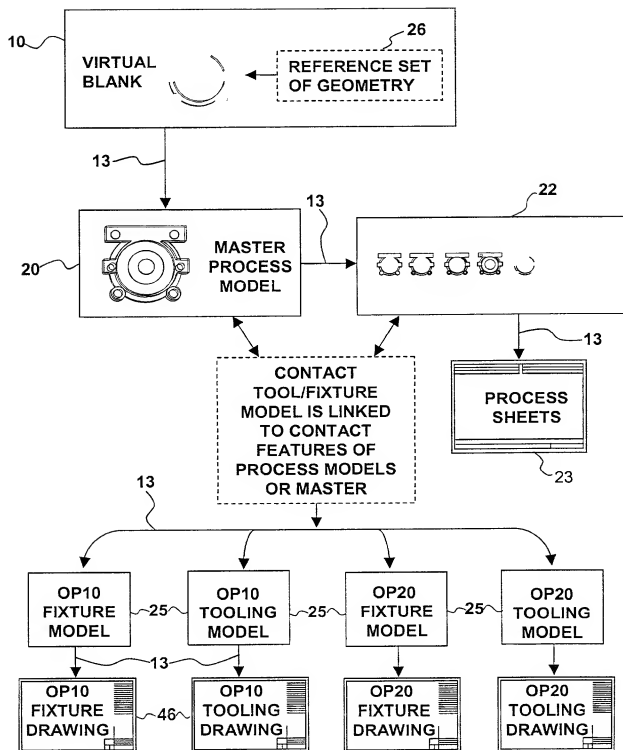 10
26
VIRTUAL
BLANK
REFERENCE SET
OF GEOMETRY
13
20
MASTER
PROCESS
MODEL
13
22
13
PROCESS
SHEETS
23
CONTACT
TOOL/FIXTURE
MODEL IS LINKED
TO CONTACT
FEATURES OF
PROCESS MODELS
OR MASTER
13
OP10
FIXTURE
MODEL
25
OP10
TOOLING
MODEL
25
OP20
FIXTURE
MODEL
25
OP20
TOOLING
MODEL
13
OP10
FIXTURE
DRAWING
46
OP10
TOOLING
DRAWING
OP20
FIXTURE
DRAWING
OP20
TOOLING
DRAWING